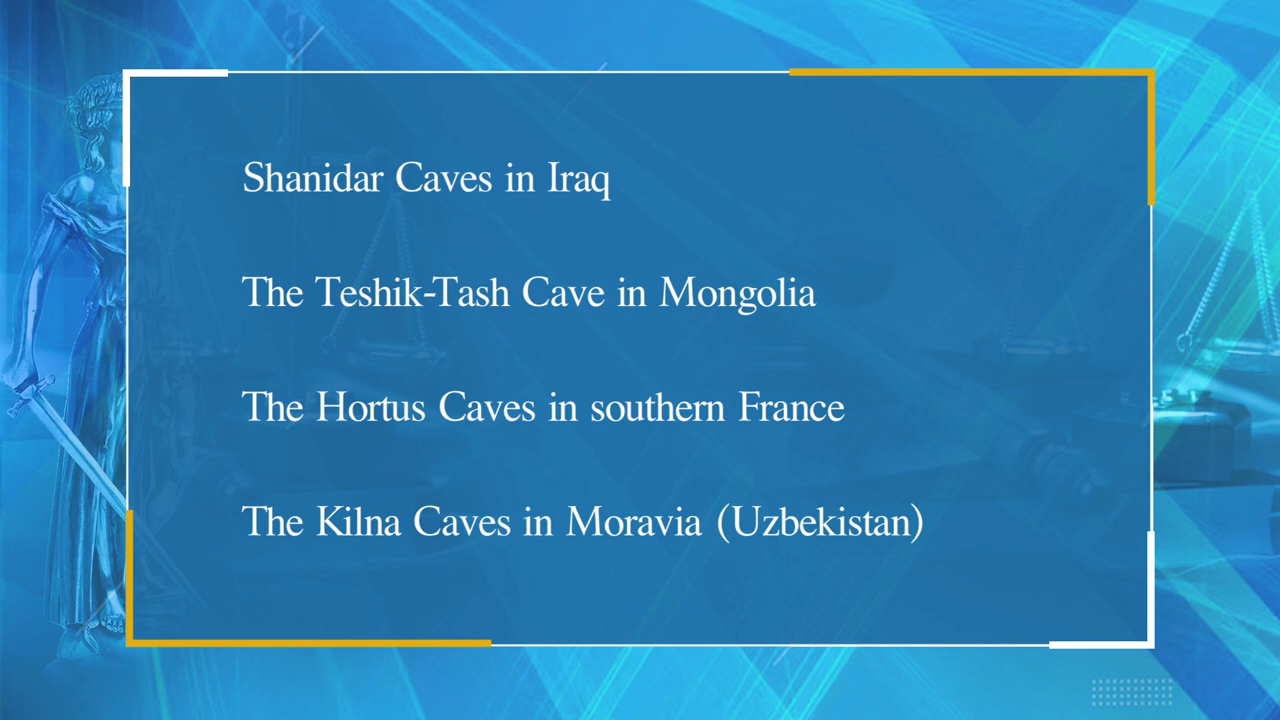 Shanidar Caves in Iraq
The Teshik-Tash Cave in Mongolia
The Hortus Caves in southern France
The Kilna Caves in Moravia (Uzbekistan)